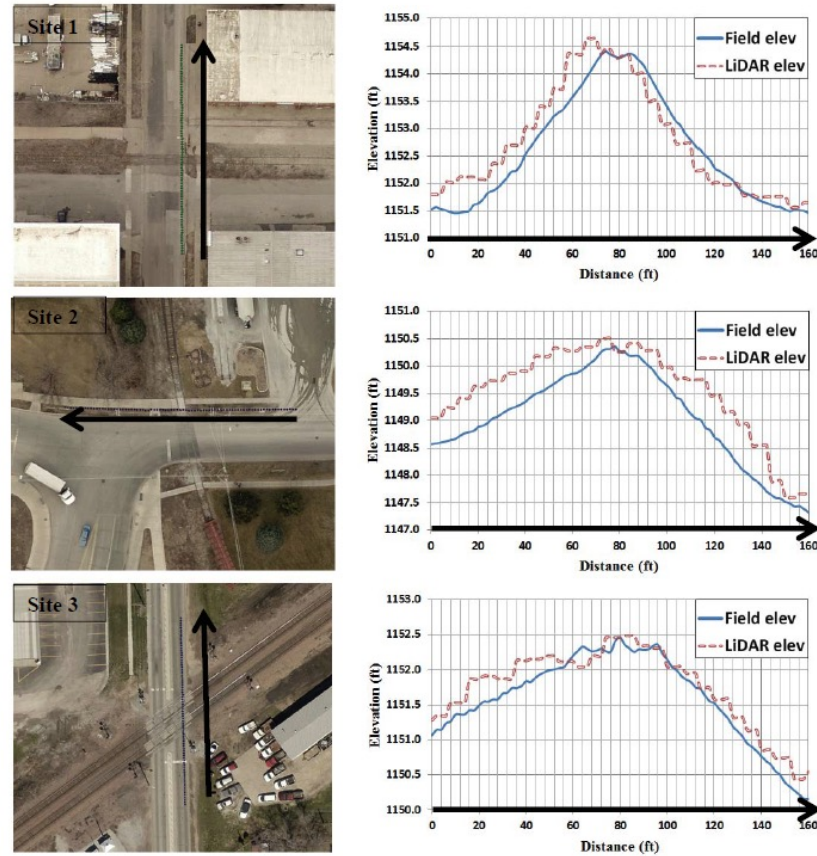 Site 1
1155.0
1154.5
1154.0
1153.5
1153.0
1152.5
1152.0
1151.5
1151.0
Elevation (ft)
Field elev
LiDAR elev
0 20 40 60 80 100 120 140 160
Distance (ft)
Site 2
1151.0
1150.5
1150.0
1149.5
1149.0
1148.5
1148.0
1147.5
1147.0
Elevation (ft)
Field elev
LiDAR elev
0 20 40 60 80 100 120 140 160
Distance (ft)
Site 3
1153.0
1152.5
1152.0
1151.5
1151.0
1150.5
1150.0
Elevation (ft)
Field elev
LiDAR elev
0 20 40 60 80 100 120 140 160
Distance (ft)